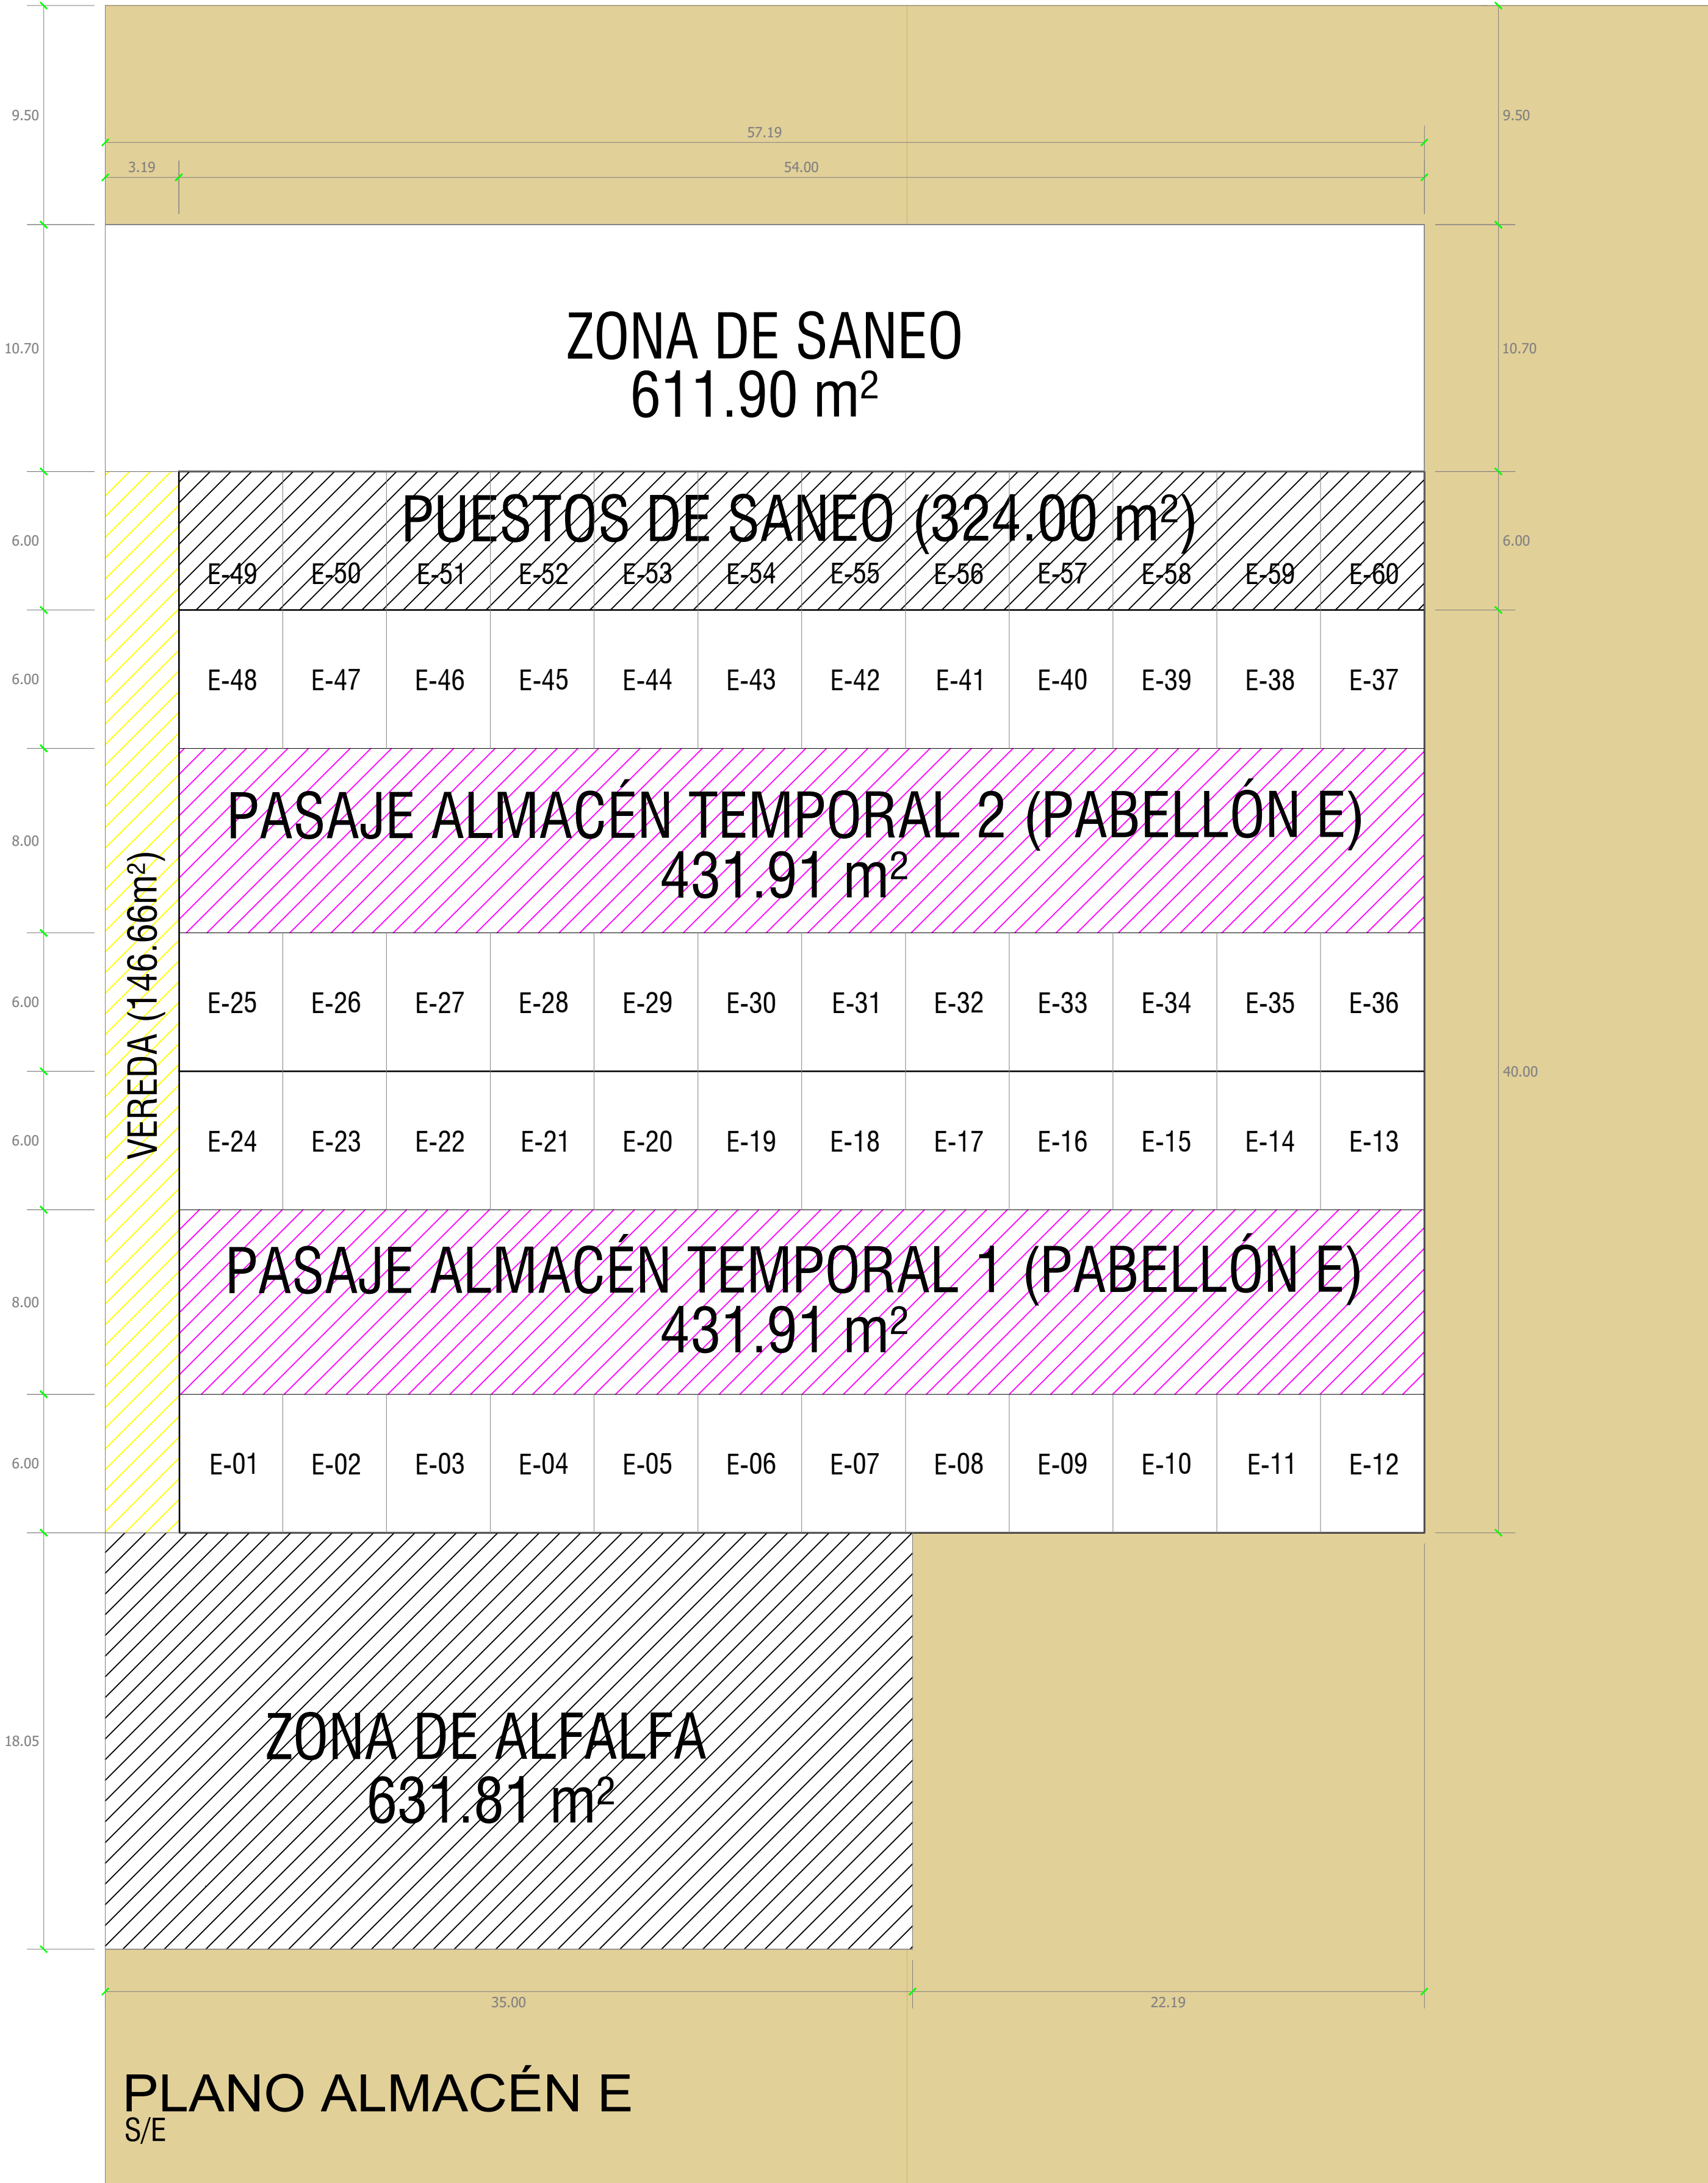 9.50
9.50
57.19
3.19
54.00
10.70
10.70
ZONA DE SANEO
611.90 m²
PUESTOS DE SANEO (324.00 m²)
6.00
6.00
E-49 E-50 E-51 E-52 E-53 E-54 E-55 E-56 E-57 E-58 E-59 E-60
6.00
E-48 E-47 E-46 E-45 E-44 E-43 E-42 E-41 E-40 E-39 E-38 E-37
PASAJE ALMACÉN TEMPORAL 2 (PABELLÓN E)
8.00
431.91 m²
VEREDA (146.66m²)
6.00
E-25 E-26 E-27 E-28 E-29 E-30 E-31 E-32 E-33 E-34 E-35 E-36
40.00
6.00
E-24 E-23 E-22 E-21 E-20 E-19 E-18 E-17 E-16 E-15 E-14 E-13
PASAJE ALMACÉN TEMPORAL 1 (PABELLÓN E)
8.00
431.91 m²
6.00
E-01 E-02 E-03 E-04 E-05 E-06 E-07 E-08 E-09 E-10 E-11 E-12
18.05
ZONA DE ALFALFA
631.81 m²
35.00
22.19
PLANO ALMACÉN E
S/E